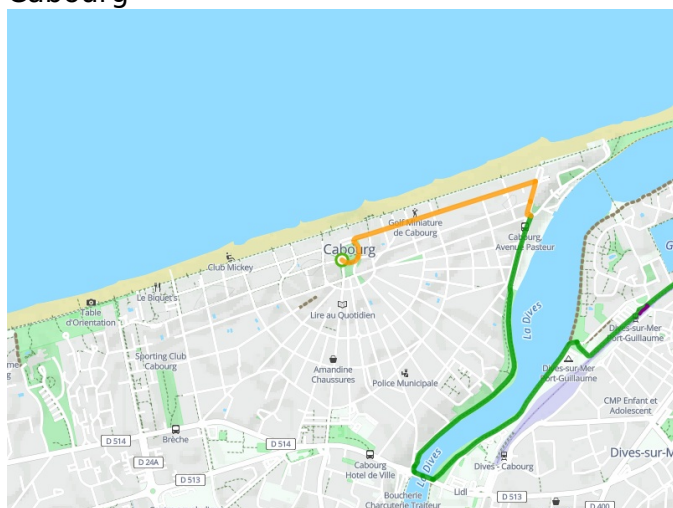 Cabourg
Golf Miniature
de Cabourg
Cabourg
Cabourg,
Avenue Pasteur
Club Mickey
Le Biquet's
Table
d'Orientation
Lire au Quotidien
La Dives
Dives-sur-Mer
Port-Guillaume
Sporting Club
Cabourg
Amandine
Chaussures
Police Municipale
Dives-sur-Mer
Port-Guillaume
CMP Enfant et
Adolescent
Brèche
D 514
D 514
D 24A
Cabourg
Hotel de Ville
La Dives
Dives - Cabourg
Dives-sur-M
D 513
Boucherie
Charcuterie Traiteur
Lidl
D 513
D 400